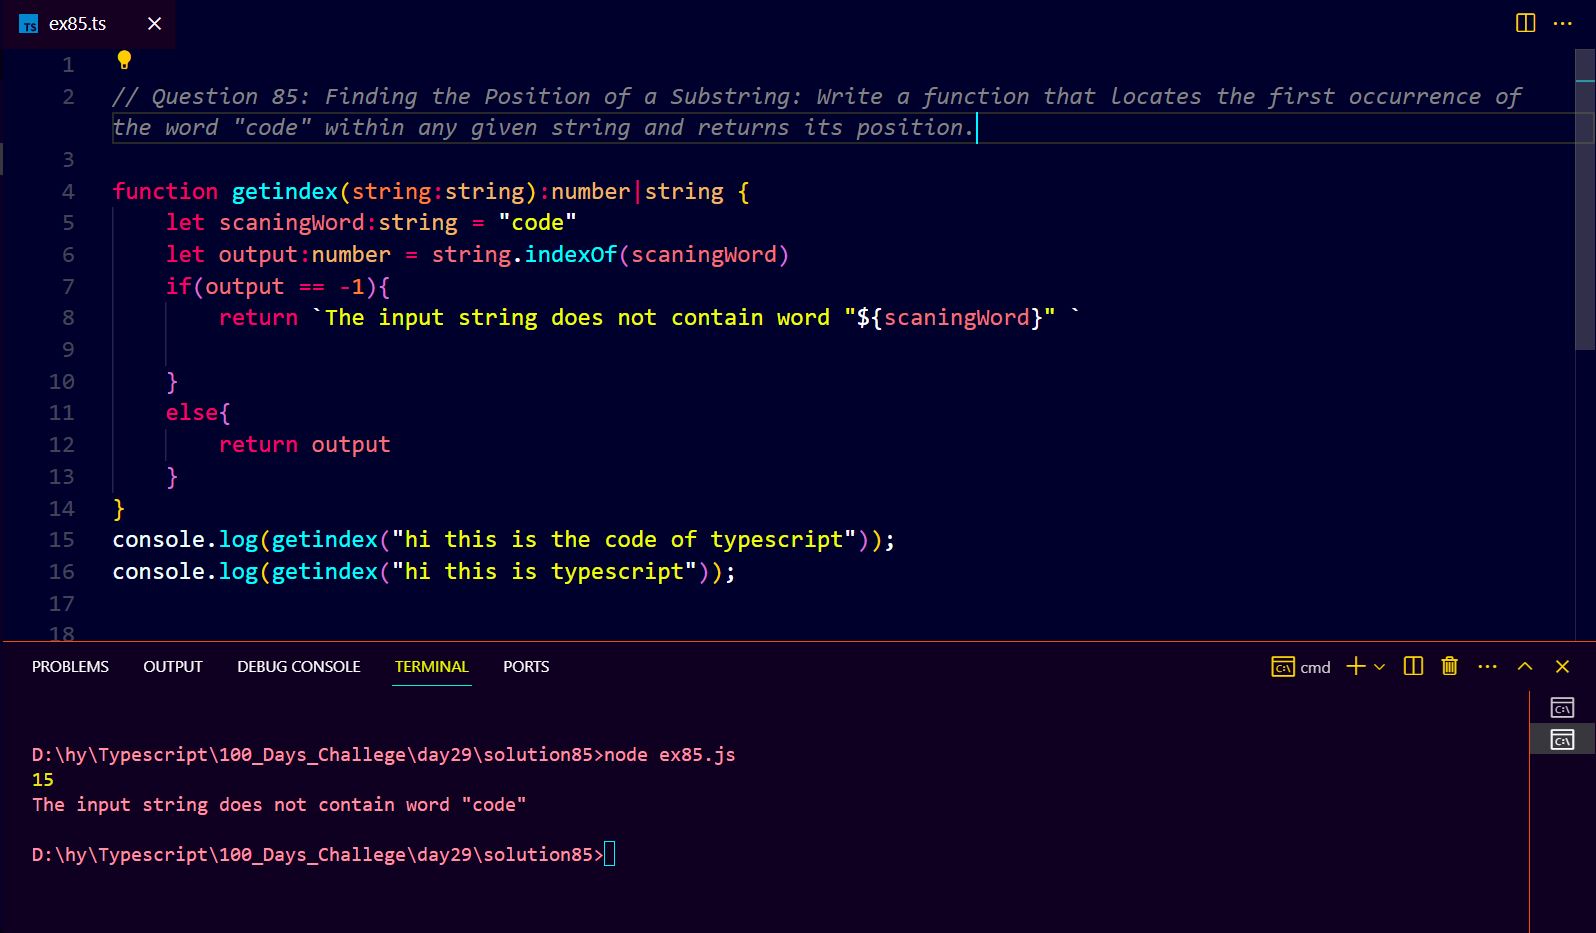 TS ex85.ts
1
2 // Question 85: Finding the Position of a Substring: Write a function that locates the first occurrence of
the word "code" within any given string and returns its position.
3
4 function getindex(string:string):number|string {
5 let scaningWord:string = "code"
6 let output:number = string.indexOf(scaningWord)
7 if(output == -1){
8 return `The input string does not contain word "${scaningWord}" `
9
10 }
11 else{
12 return output
13 }
14 }
15 console.log(getindex("hi this is the code of typescript"));
16 console.log(getindex("hi this is typescript"));
17
18
PROBLEMS OUTPUT DEBUG CONSOLE TERMINAL PORTS cmd
D:\hy\Typescript\100_Days_Challege\day29\solution85>node ex85.js
15
The input string does not contain word "code"
D:\hy\Typescript\100_Days_Challege\day29\solution85>